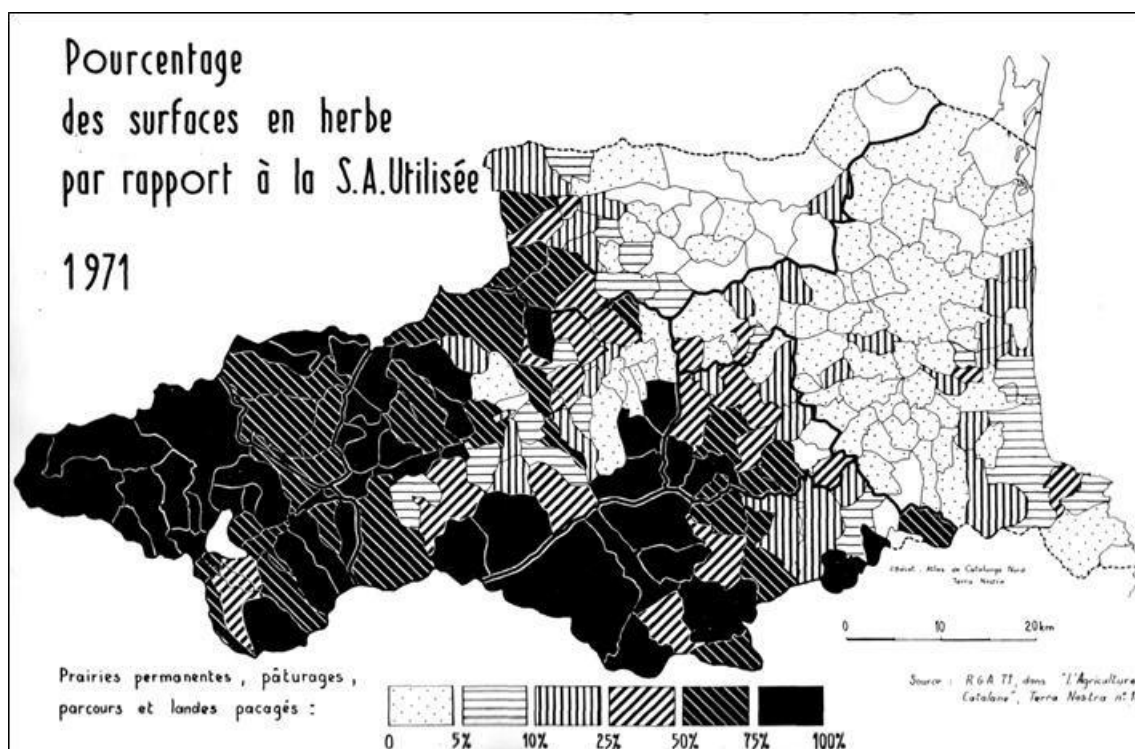 Pourcentage
des surfaces en herbe
par rapport à la S.A.Utilisée
1971
Atlas de Catalunya Nord
Terra Nostra
0 10 20km
Prairies permanentes, pâturages,
parcours et landes pacagés :
0 5% 10% 25% 50% 75% 100%
Source : R G A 71, dans "L'Agriculture
Catalane", Terra Nostra n°